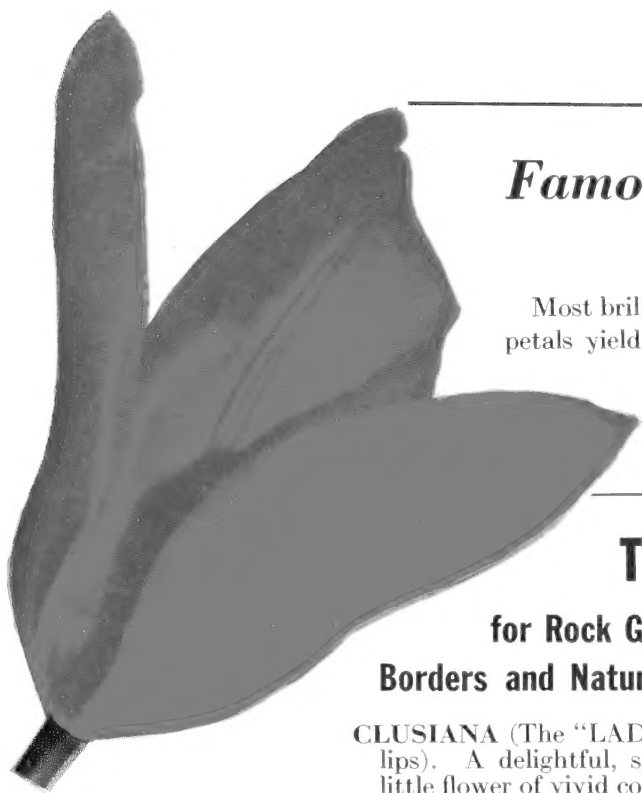 Famo
Most bril
petals yield
T
for Rock G
Borders and Natur
CLUSIANA (The “LAD
lips). A delightful, s
little flower of vivid co